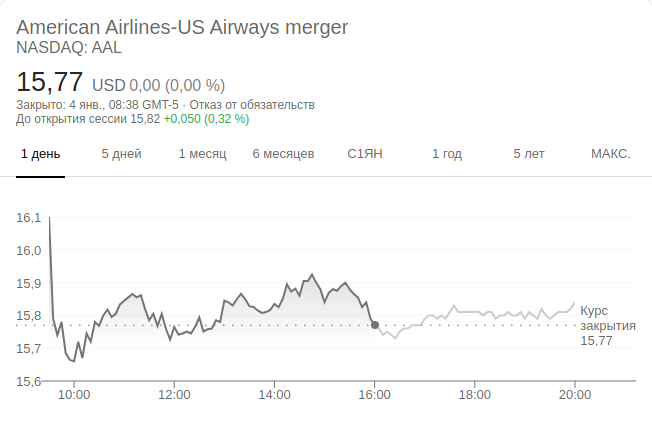 American Airlines-US Airways merger
NASDAQ: AAL
15,77 USD 0,00 (0,00 %)
Закрыто: 4 янв., 08:38 GMT-5 · Отказ от обязательств
До открытия сессии 15,82 +0,050 (0,32 %)
1 день 5 дней 1 месяц 6 месяцев С1ЯН 1 год 5 лет МАКС.
16,1
16,0
15,9
15,8
15,7
15,6
Курс
закрытия
15,77
10:00 12:00 14:00 16:00 18:00 20:00